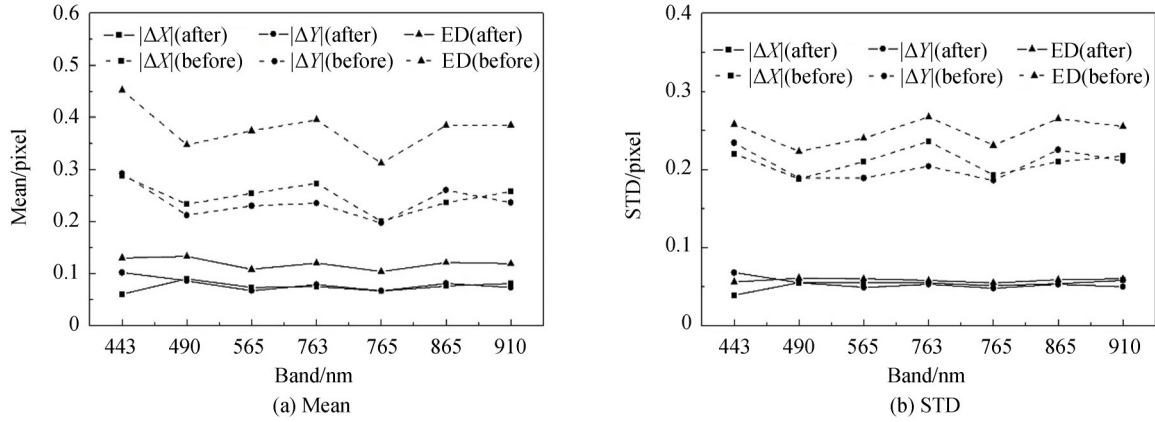 0.6
|ΔX|(after) |ΔY|(after) ED(after)
|ΔX|(before) |ΔY|(before) ED(before)
0.5
0.4
0.3
0.2
0.1
0
Mean/pixel
443 490 565 763 765 865 910
Band/nm
(a) Mean
0.4
|ΔX|(after) |ΔY|(after) ED(after)
|ΔX|(before) |ΔY|(before) ED(before)
0.3
0.2
0.1
0
STD/pixel
443 490 565 763 765 865 910
Band/nm
(b) STD